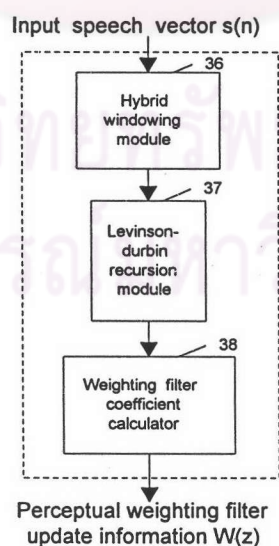 Input speech vector s(n)
36
Hybrid
windowing
module
37
Levinson-
durbin
recursion
module
38
Weighting filter
coefficient
calculator
Perceptual weighting filter
update information W(z)